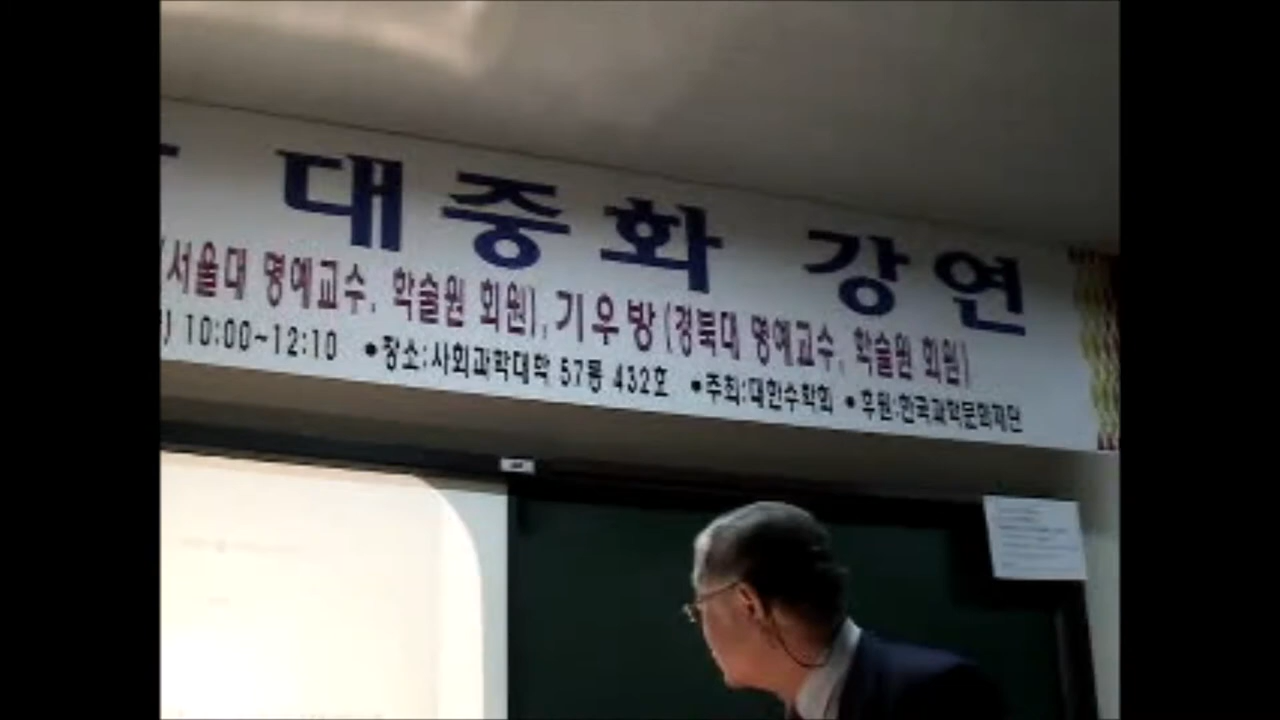 대중화 강연
(서울대 명예교수, 학술원 회원), 기우방 (경북대 명예교수, 학술원 회원)
) 10:00~12:10 •장소:사회과학대학 57동 432호 •주최:대한수학회 •후원:한국과학문화재단